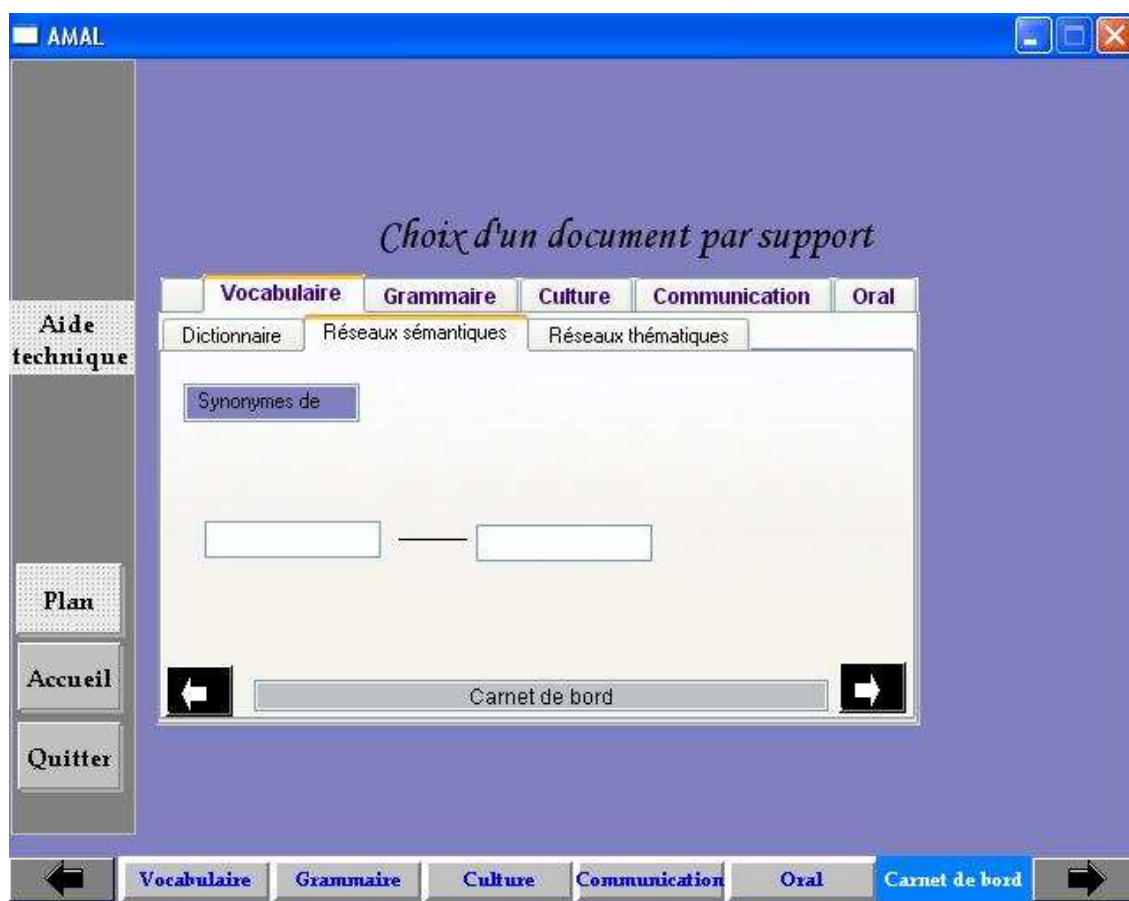 AMAL
Choix d'un document par support
Vocabulaire Grammaire Culture Communication Oral
Dictionnaire Réseaux sémantiques Réseaux thématiques
Synonymes de
Carnet de bord
Aide
technique
Plan
Accueil
Quitter
Vocabulaire Grammaire Culture Communication Oral Carnet de bord